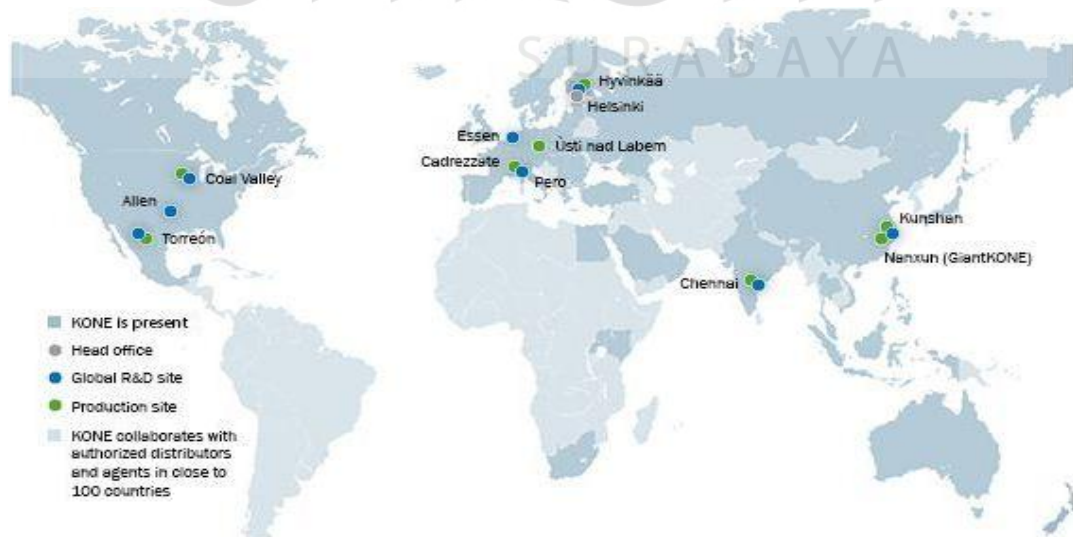 SURABAYA
Hyvinkää
Helsinki
Essen
Ústí nad Labem
Cadrezzate
Pero
Coal Valley
Allen
Torreón
Kunshan
Nanxun (GiantKONE)
Chennai
KONE is present
Head office
Global R&D site
Production site
KONE collaborates with
authorized distributors
and agents in close to
100 countries